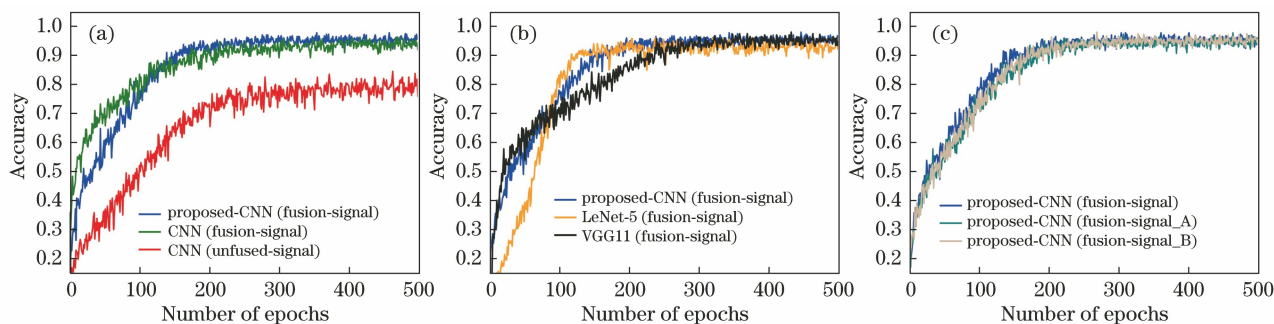 (a)
1.0
0.9
0.8
0.7
0.6
0.5
0.4
0.3
0.2
Accuracy
proposed-CNN (fusion-signal)
CNN (fusion-signal)
CNN (unfused-signal)
0 100 200 300 400 500
Number of epochs
(b)
1.0
0.9
0.8
0.7
0.6
0.5
0.4
0.3
0.2
Accuracy
proposed-CNN (fusion-signal)
LeNet-5 (fusion-signal)
VGG11 (fusion-signal)
0 100 200 300 400 500
Number of epochs
(c)
1.0
0.9
0.8
0.7
0.6
0.5
0.4
0.3
0.2
Accuracy
proposed-CNN (fusion-signal)
proposed-CNN (fusion-signal_A)
proposed-CNN (fusion-signal_B)
0 100 200 300 400 500
Number of epochs